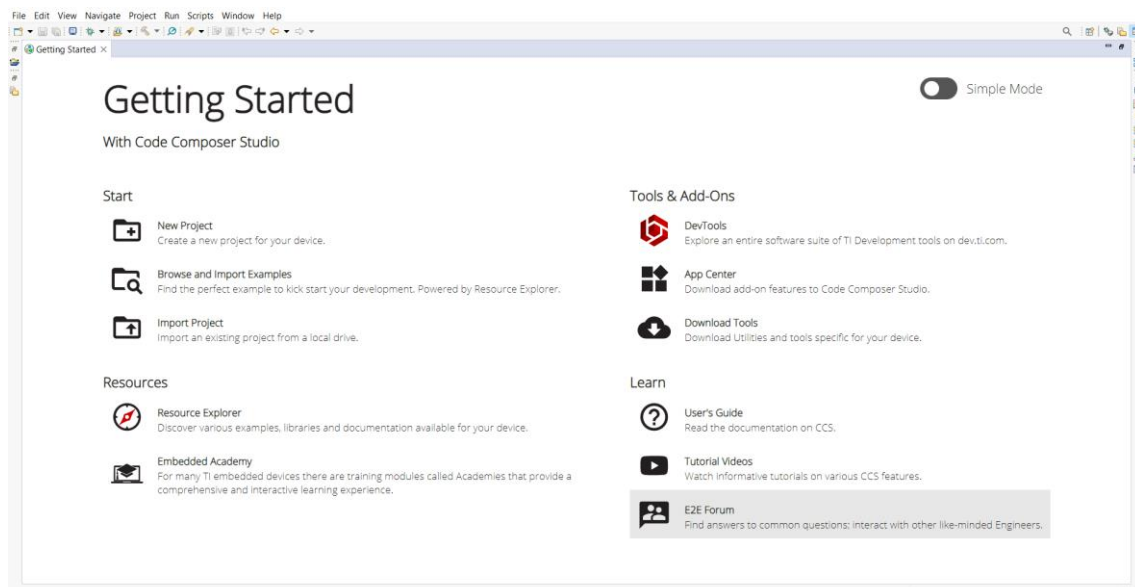 File Edit View Navigate Project Run Scripts Window Help
Getting Started
Getting Started
Simple Mode
With Code Composer Studio
Start
New Project
Create a new project for your device.
Browse and Import Examples
Find the perfect example to kick start your development. Powered by Resource Explorer.
Import Project
Import an existing project from a local drive.
Resources
Resource Explorer
Discover various examples, libraries and documentation available for your device.
Embedded Academy
For many TI embedded devices there are training modules called Academies that provide a
comprehensive and interactive learning experience.
Tools & Add-Ons
DevTools
Explore an entire software suite of TI Development tools on dev.ti.com.
App Center
Download add-on features to Code Composer Studio.
Download Tools
Download Utilities and tools specific for your device.
Learn
User's Guide
Read the documentation on CCS.
Tutorial Videos
Watch informative tutorials on various CCS features.
E2E Forum
Find answers to common questions; interact with other like-minded Engineers.